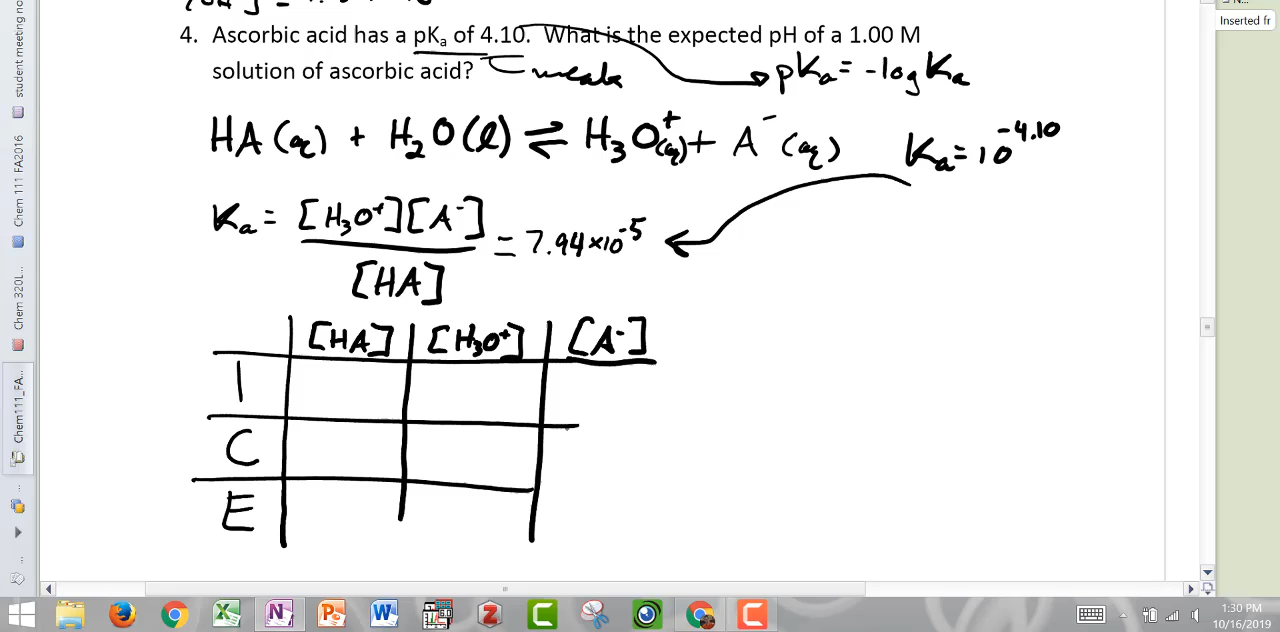 4. Ascorbic acid has a pKₐ of 4.10. What is the expected pH of a 1.00 M
solution of ascorbic acid?
weak
pKₐ = -log Kₐ
HA (aq) + H₂O (l) ⇌ H₃O⁺(aq) + A⁻ (aq)
Kₐ = 10^-4.10
Kₐ = [H₃O⁺][A⁻] / [HA] = 7.94×10⁻⁵
[HA] [H₃O⁺] [A⁻]
I
C
E
student meeting no
Chem 111 FA2016
Chem 320L
Chem111_FA
Inserted fr
1:30 PM
10/16/2019